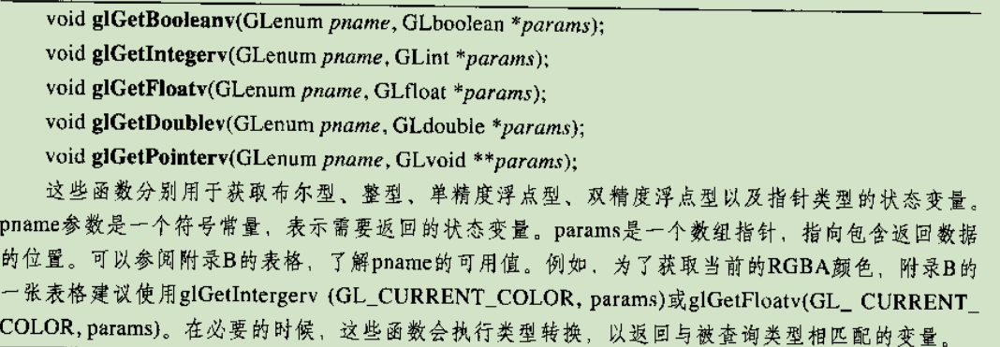 void glGetBooleanv(GLenum pname, GLboolean *params);
void glGetIntegerv(GLenum pname, GLint *params);
void glGetFloatv(GLenum pname, GLfloat *params);
void glGetDoublev(GLenum pname, GLdouble *params);
void glGetPointerv(GLenum pname, GLvoid **params);
这些函数分别用于获取布尔型、整型、单精度浮点型、双精度浮点型以及指针类型的状态变量。
pname参数是一个符号常量，表示需要返回的状态变量。params是一个数组指针，指向包含返回数据
的位置。可以参阅附录B的表格，了解pname的可用值。例如，为了获取当前的RGBA颜色，附录B的
一张表格建议使用glGetIntergerv (GL_CURRENT_COLOR, params)或glGetFloatv(GL_ CURRENT_
COLOR, params)。在必要的时候，这些函数会执行类型转换，以返回与被查询类型相匹配的变量。